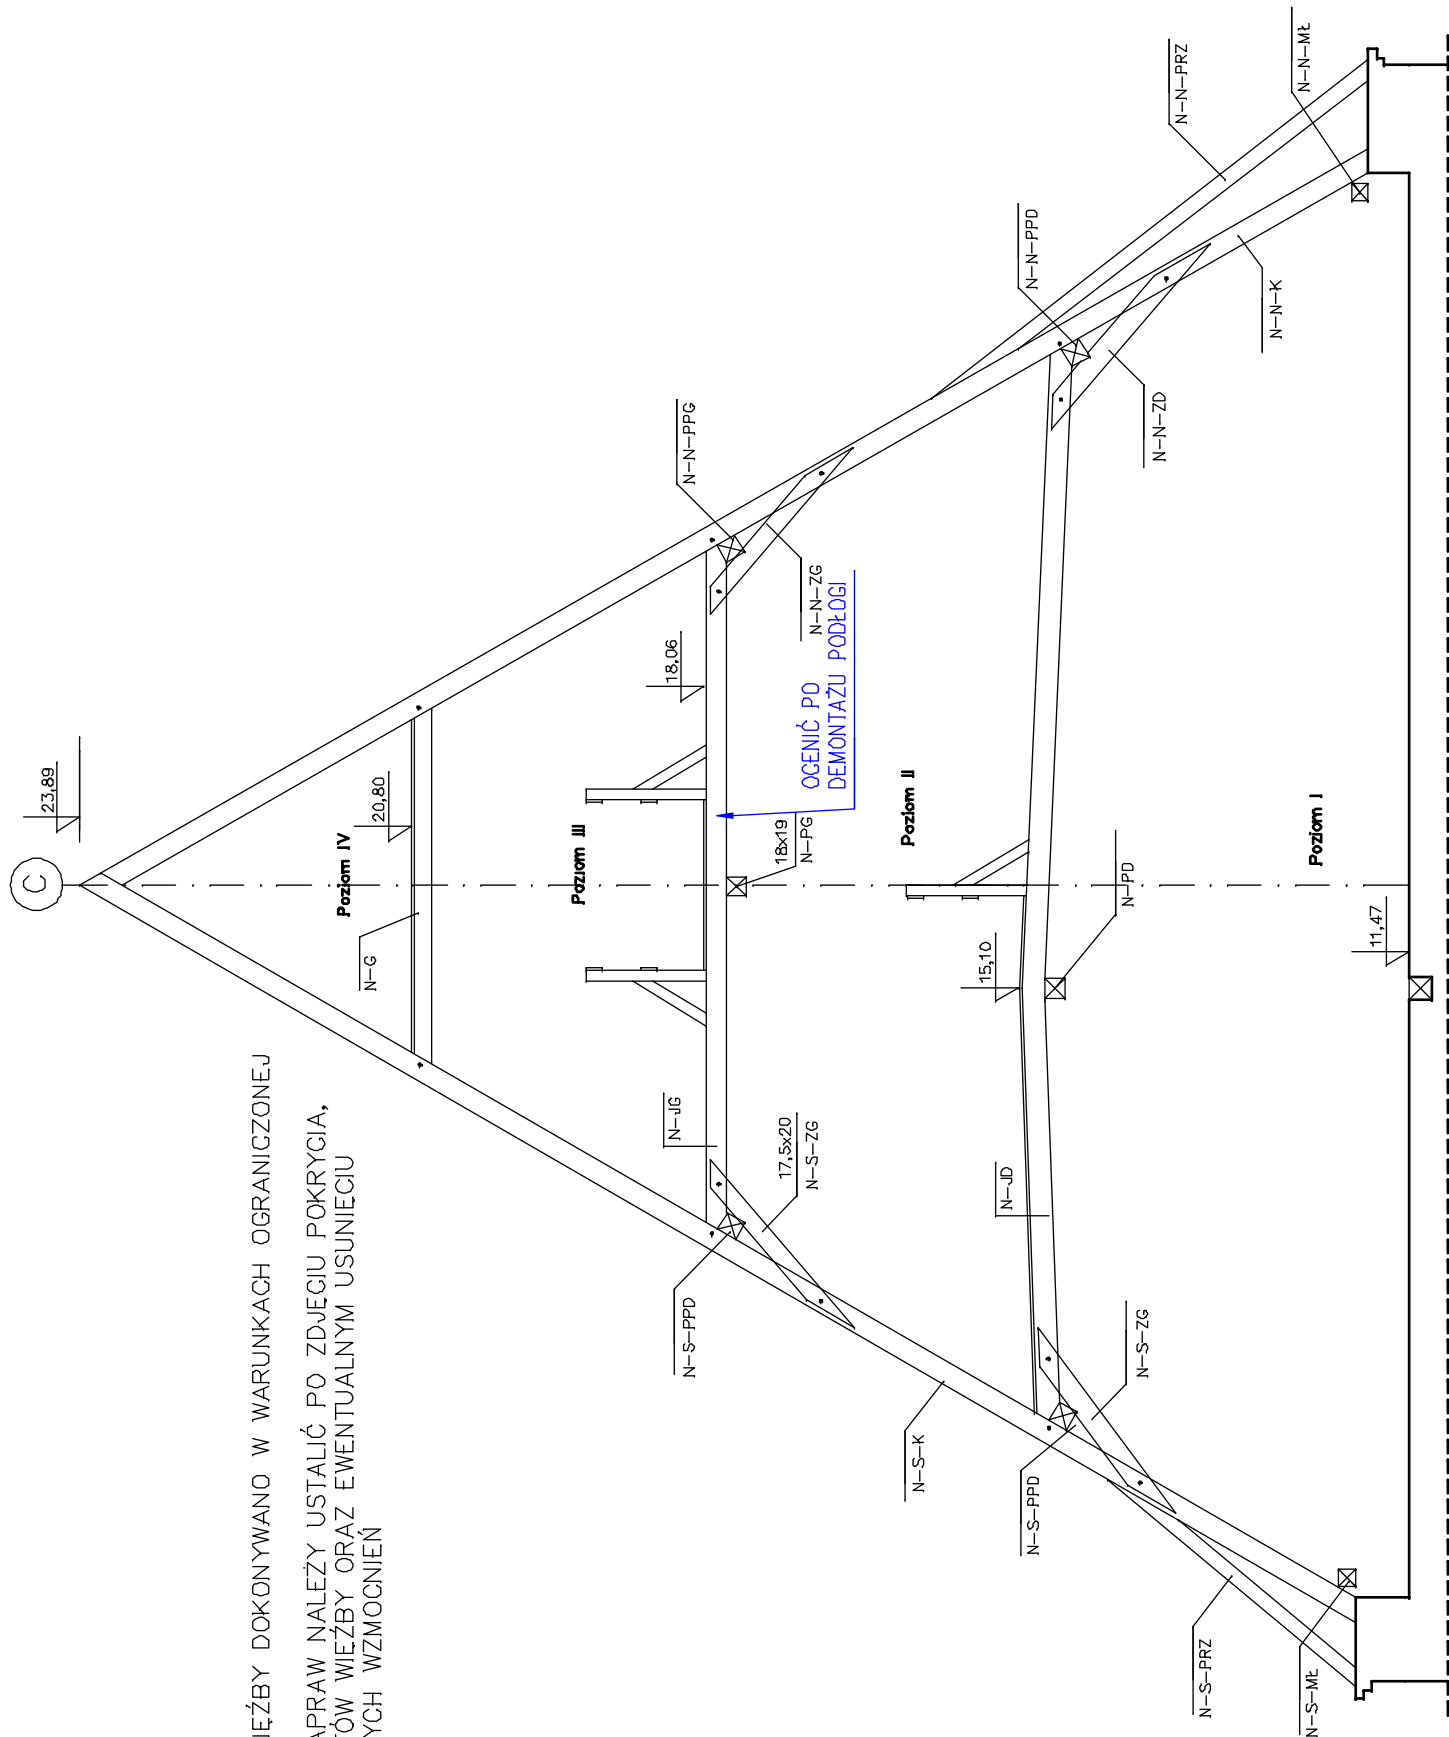 IĘŹBY DOKONYWANO W WARUNKACH OGRANICZONEJ
APRAW NALEŻY USTALIĆ PO ZDJĘCIU POKRYCIA,
TÓW WIĘŹBY ORAZ EWENTUALNYM USUNIĘCIU
YCH WZMOCNIEŃ
C
23,89
20,80
Poziom IV
N-G
18,06
Poziom III
N-JG
N-N-PPG
N-N-ZG
OCENIĆ PO
DEMONTAŻU PODŁOGI
18x19
N-PG
17,5x20
N-S-ZG
N-S-PPD
Poziom II
15,10
N-JD
N-PD
N-S-K
N-S-PPD
N-S-ZG
N-N-PPD
N-N-ZD
N-N-PRZ
N-N-MŁ
N-N-K
Poziom I
11,47
N-S-PRZ
N-S-MŁ